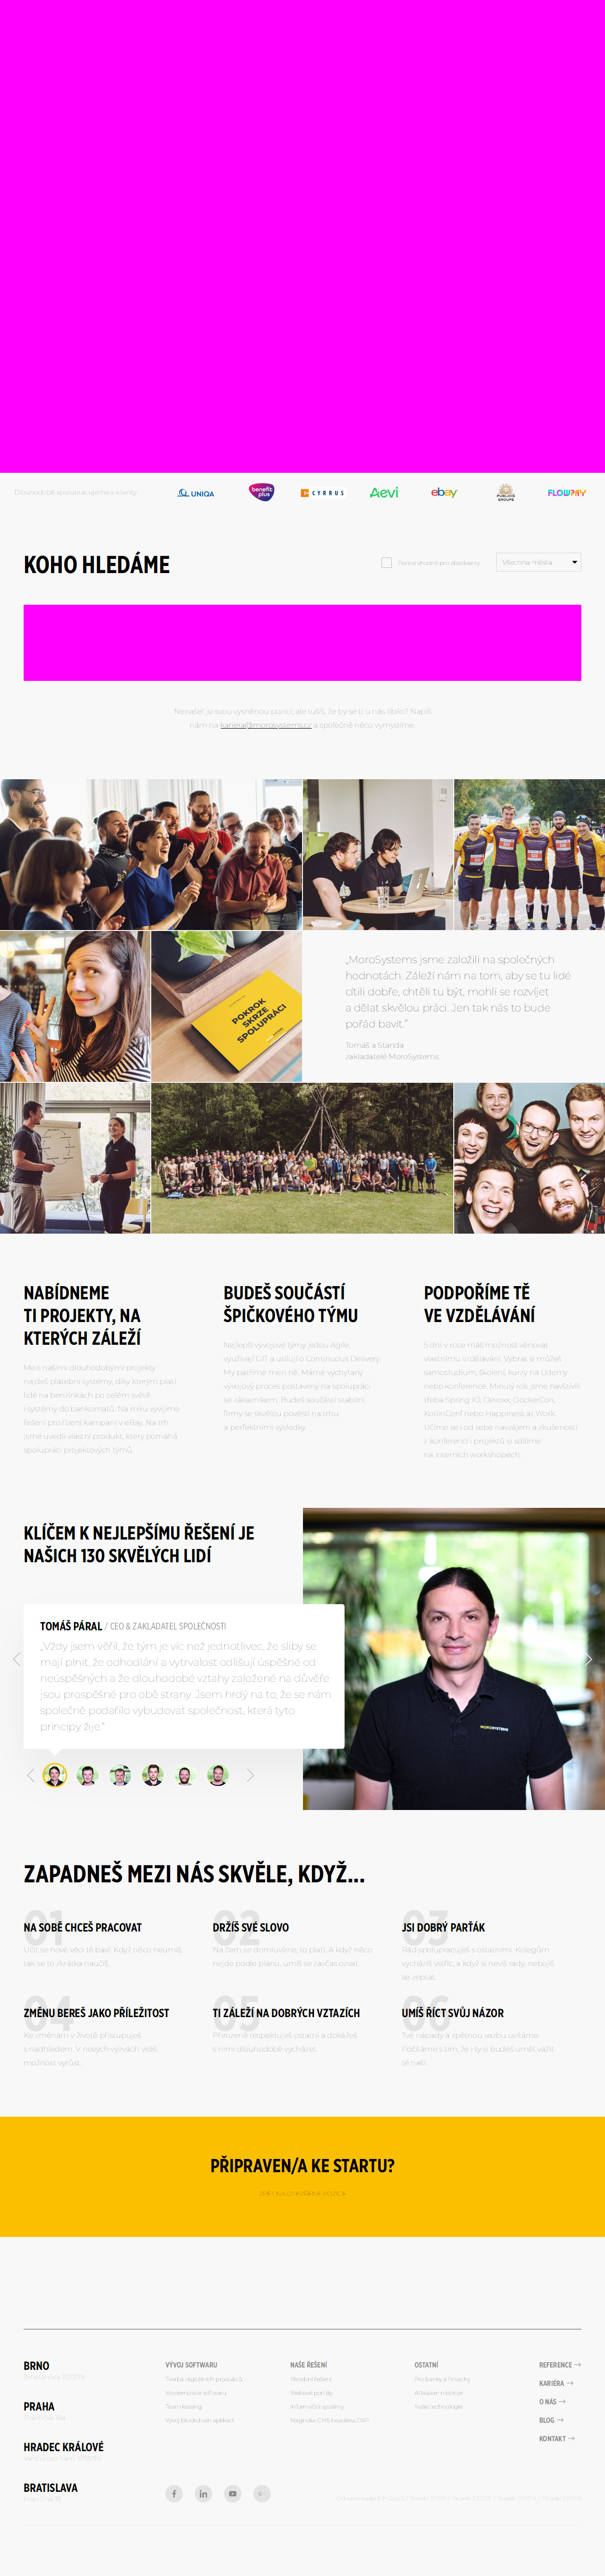 Dlouhodobě spolupracujeme s klienty
UNIQA
benefit plus
CYRRUS
Aevi
ebay
PUBLICIS GROUPE
KOHO HLEDÁME
Pozice vhodné pro absolventy
Všechna města
Nenašel jsi svou vysněnou pozici, ale tušíš, že by se ti u nás líbilo? Napiš
nám na kariera@morosystems.cz a společně něco vymyslíme.
POKROK
SKRZE
SPOLUPRÁCI
„MoroSystems jsme založili na společných
hodnotách. Záleží nám na tom, aby se tu lidé
cítili dobře, chtěli tu být, mohli se rozvíjet
a dělat skvělou práci. Jen tak nás to bude
pořád bavit.“
Tomáš a Standa
zakladatelé MoroSystems
NABÍDNEME
TI PROJEKTY, NA
KTERÝCH ZÁLEŽÍ
Mezi našimi dlouhodobými projekty
najdeš platební systémy, díky kterým platí
lidé na benzínkách po celém světě
i systémy do bankomatů. Na míru vyvíjíme
řešení pro řízení kampaní v eBay. Na trh
jsme uvedli vlastní produkt, který pomáhá
spolupráci projektových týmů.
BUDEŠ SOUČÁSTÍ
ŠPIČKOVÉHO TÝMU
Nejlepší vývojové týmy jedou Agile,
využívají GIT a usilují o Continuous Delivery.
My patříme mezi ně. Máme vychytaný
vývojový proces postavený na spolupráci
se zákazníkem. Budeš součástí stabilní
firmy se skvělou pověstí na trhu
a perfektními výsledky.
PODPOŘÍME TĚ
VE VZDĚLÁVÁNÍ
5 dní v roce máš možnost věnovat
vlastnímu vzdělávání. Vybrat si můžeš
samostudium, školení, kurzy na Udemy
nebo konference. Minulý rok jsme navštívili
třeba Spring IO, Devoxx, DockerCon,
KotlinConf nebo Happiness at Work.
Učíme se i od sebe navzájem a zkušenosti
z konferencí i projektů si sdílíme
na interních workshopech.
KLÍČEM K NEJLEPŠÍMU ŘEŠENÍ JE
NAŠICH 130 SKVĚLÝCH LIDÍ
TOMÁŠ PÁRAL / CEO & ZAKLADATEL SPOLEČNOSTI
„Vždy jsem věřil, že tým je víc než jednotlivec, že sliby se
mají plnit, že odhodlání a vytrvalost odlišují úspěšné od
neúspěšných a že dlouhodobé vztahy založené na důvěře
jsou prospěšné pro obě strany. Jsem hrdý na to, že se nám
společně podařilo vybudovat společnost, která tyto
principy žije.“
MOROSYSTEMS
ZAPADNEŠ MEZI NÁS SKVĚLE, KDYŽ...
01
NA SOBĚ CHCEŠ PRACOVAT
Učit se nové věci tě baví. Když něco neumíš,
tak se to zkrátka naučíš.
02
DRŽÍŠ SVÉ SLOVO
Na čem se domluvíme, to platí. A když něco
nejde podle plánu, umíš se zavčas ozvat.
03
JSI DOBRÝ PARŤÁK
Rád spolupracuješ s ostatními. Kolegům
vycházíš vstříc, a když si nevíš rady, nebojíš
se zeptat.
04
ZMĚNU BEREŠ JAKO PŘÍLEŽITOST
Ke změnám v životě přistupuješ
s nadhledem. V nových výzvách vidíš
možnost vyrůst.
05
TI ZÁLEŽÍ NA DOBRÝCH VZTAZÍCH
Přirozeně respektuješ ostatní a dokážeš
s nimi dlouhodobě vycházet.
06
UMÍŠ ŘÍCT SVŮJ NÁZOR
Tvé nápady a zpětnou vazbu uvítáme.
Počítáme s tím, že i ty si budeš umět vážit
té naší.
PŘIPRAVEN/A KE STARTU?
ZPĚT NA OTEVŘENÉ POZICE
BRNO
PRAHA
HRADEC KRÁLOVÉ
BRATISLAVA
VÝVOJ SOFTWARU
Tvorba digitálních produktů
Modernizace softwaru
Team leasing
Vývoj blockchain aplikací
NAŠE ŘEŠENÍ
Platební řešení
Webové portály
Informační systémy
OSTATNÍ
Pro banky a fintechy
Atlassian nástroje
Naše technologie
REFERENCE →
KARIÉRA →
O NÁS →
BLOG →
KONTAKT →